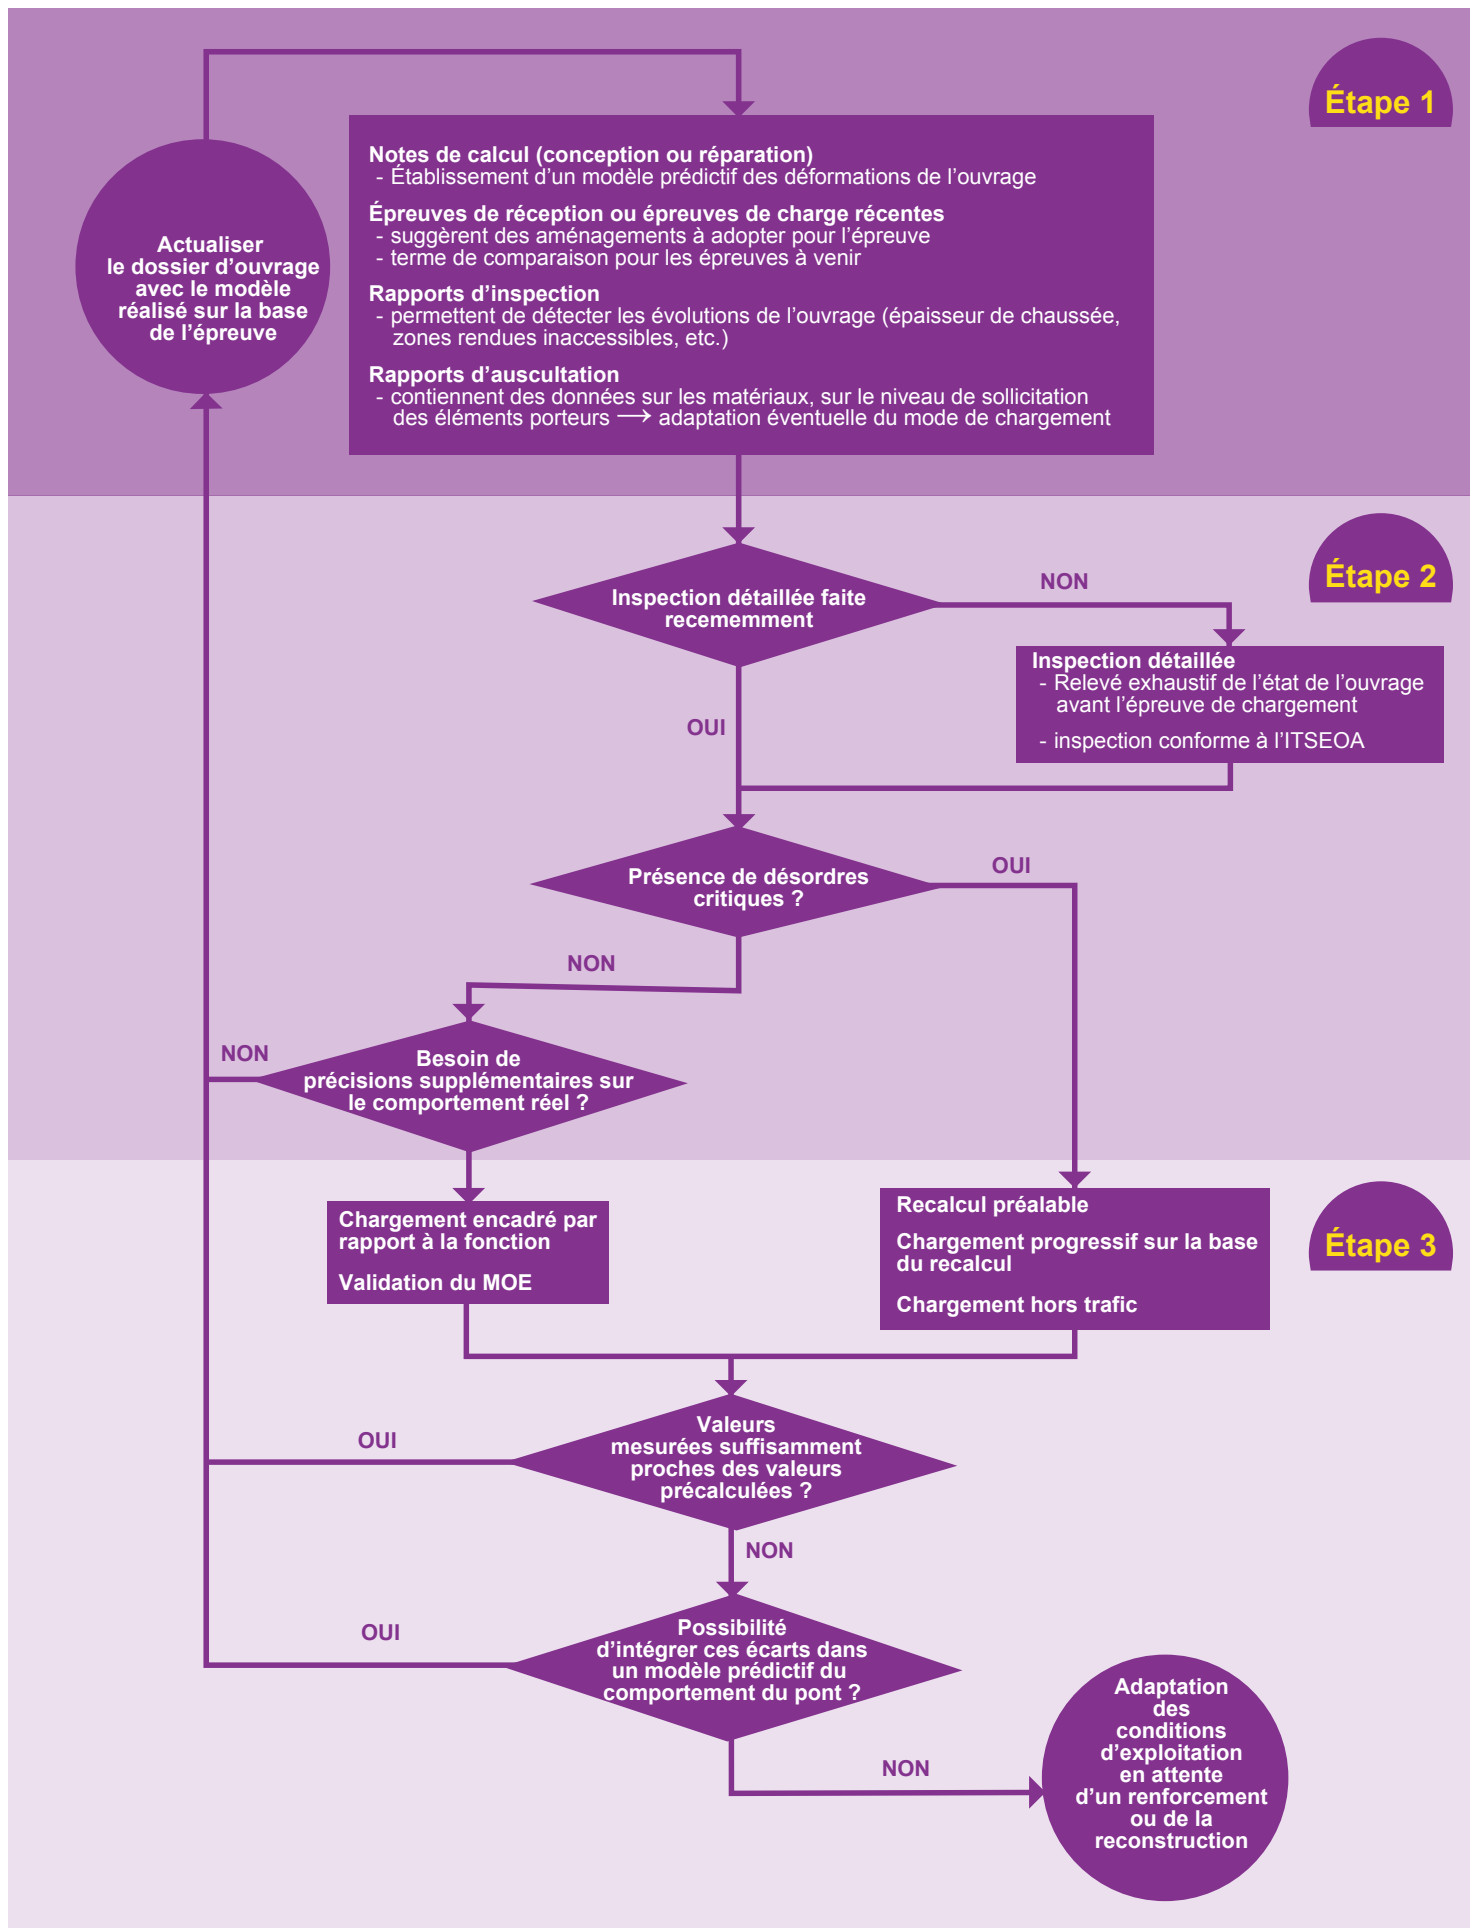 Étape 1
Notes de calcul (conception ou réparation)
- Établissement d’un modèle prédictif des déformations de l’ouvrage
Épreuves de réception ou épreuves de charge récentes
- suggèrent des aménagements à adopter pour l’épreuve
- terme de comparaison pour les épreuves à venir
Rapports d’inspection
- permettent de détecter les évolutions de l’ouvrage (épaisseur de chaussée,
zones rendues inaccessibles, etc.)
Rapports d’auscultation
- contiennent des données sur les matériaux, sur le niveau de sollicitation
des éléments porteurs → adaptation éventuelle du mode de chargement
Actualiser
le dossier d’ouvrage
avec le modèle
réalisé sur la base
de l’épreuve
Étape 2
Inspection détaillée faite
recememment
NON
Inspection détaillée
- Relevé exhaustif de l’état de l’ouvrage
avant l’épreuve de chargement
- inspection conforme à l’ITSEOA
OUI
Présence de désordres
critiques ?
OUI
NON
Besoin de
précisions supplémentaires sur
le comportement réel ?
NON
Étape 3
Chargement encadré par
rapport à la fonction
Validation du MOE
Recalcul préalable
Chargement progressif sur la base
du recalcul
Chargement hors trafic
Valeurs
mesurées suffisamment
proches des valeurs
précalculées ?
OUI
NON
Possibilité
d’intégrer ces écarts dans
un modèle prédictif du
comportement du pont ?
OUI
NON
Adaptation
des
conditions
d’exploitation
en attente
d’un renforcement
ou de la
reconstruction